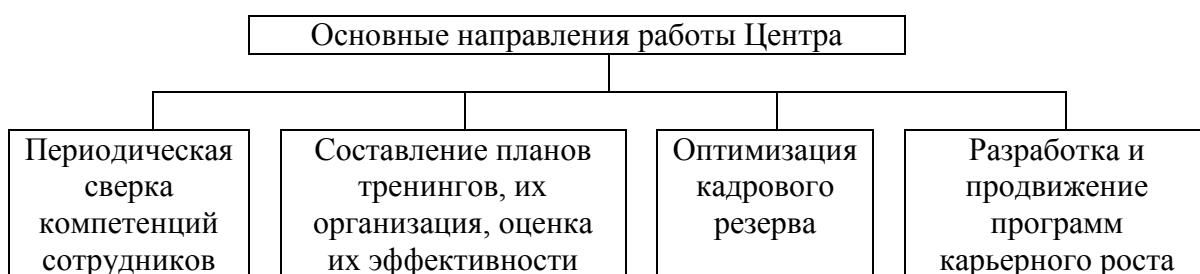 Основные направления работы Центра
Периодическая
сверка
компетенций
сотрудников
Составление планов
тренингов, их
организация, оценка
их эффективности
Оптимизация
кадрового
резерва
Разработка и
продвижение
программ
карьерного роста